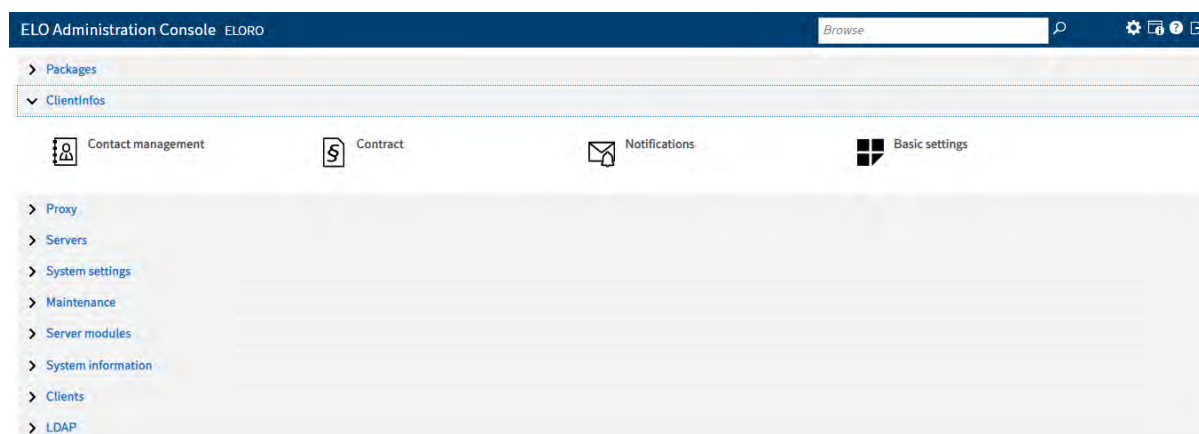 ELO Administration Console ELORO Browse
Packages
ClientInfos
Contact management Contract Notifications Basic settings
Proxy
Servers
System settings
Maintenance
Server modules
System information
Clients
LDAP